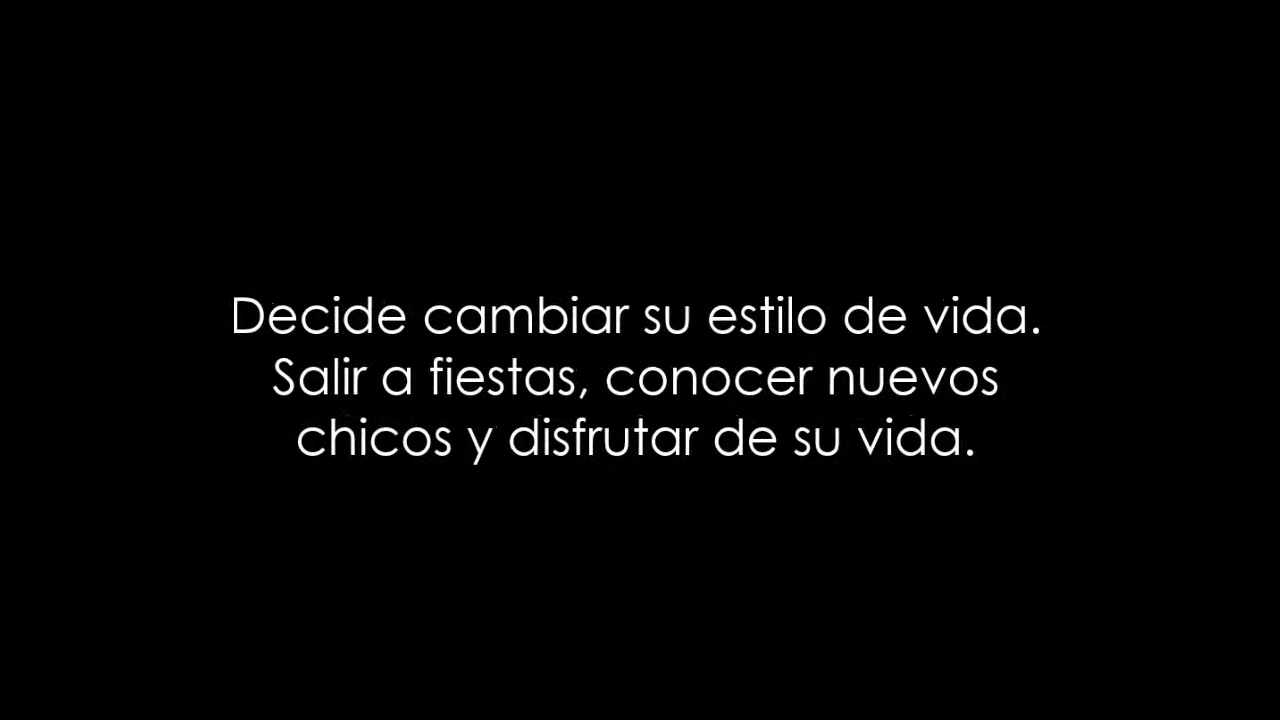 Decide cambiar su estilo de vida.
Salir a fiestas, conocer nuevos
chicos y disfrutar de su vida.